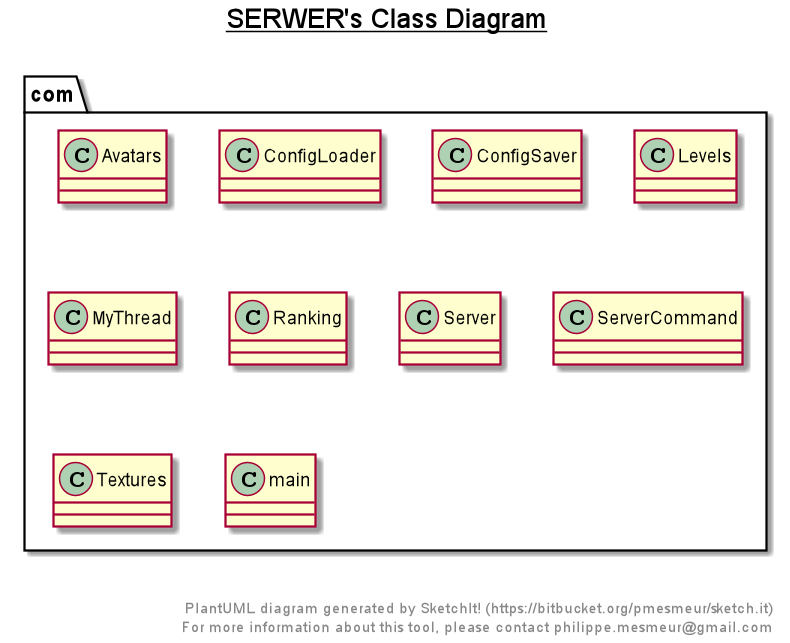 SERWER's Class Diagram
com
C Avatars
C ConfigLoader
C ConfigSaver
C Levels
C MyThread
C Ranking
C Server
C ServerCommand
C Textures
C main
PlantUML diagram generated by SketchIt! (https://bitbucket.org/pmesmeur/sketch.it)
For more information about this tool, please contact philippe.mesmeur@gmail.com